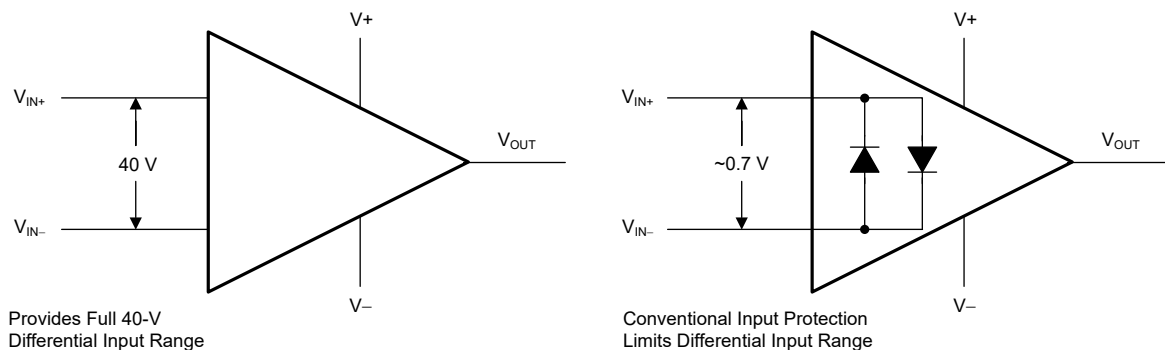 V+
V_IN+
40 V
V_OUT
V_IN–
V–
Provides Full 40-V
Differential Input Range
V+
V_IN+
~0.7 V
V_OUT
V_IN–
V–
Conventional Input Protection
Limits Differential Input Range